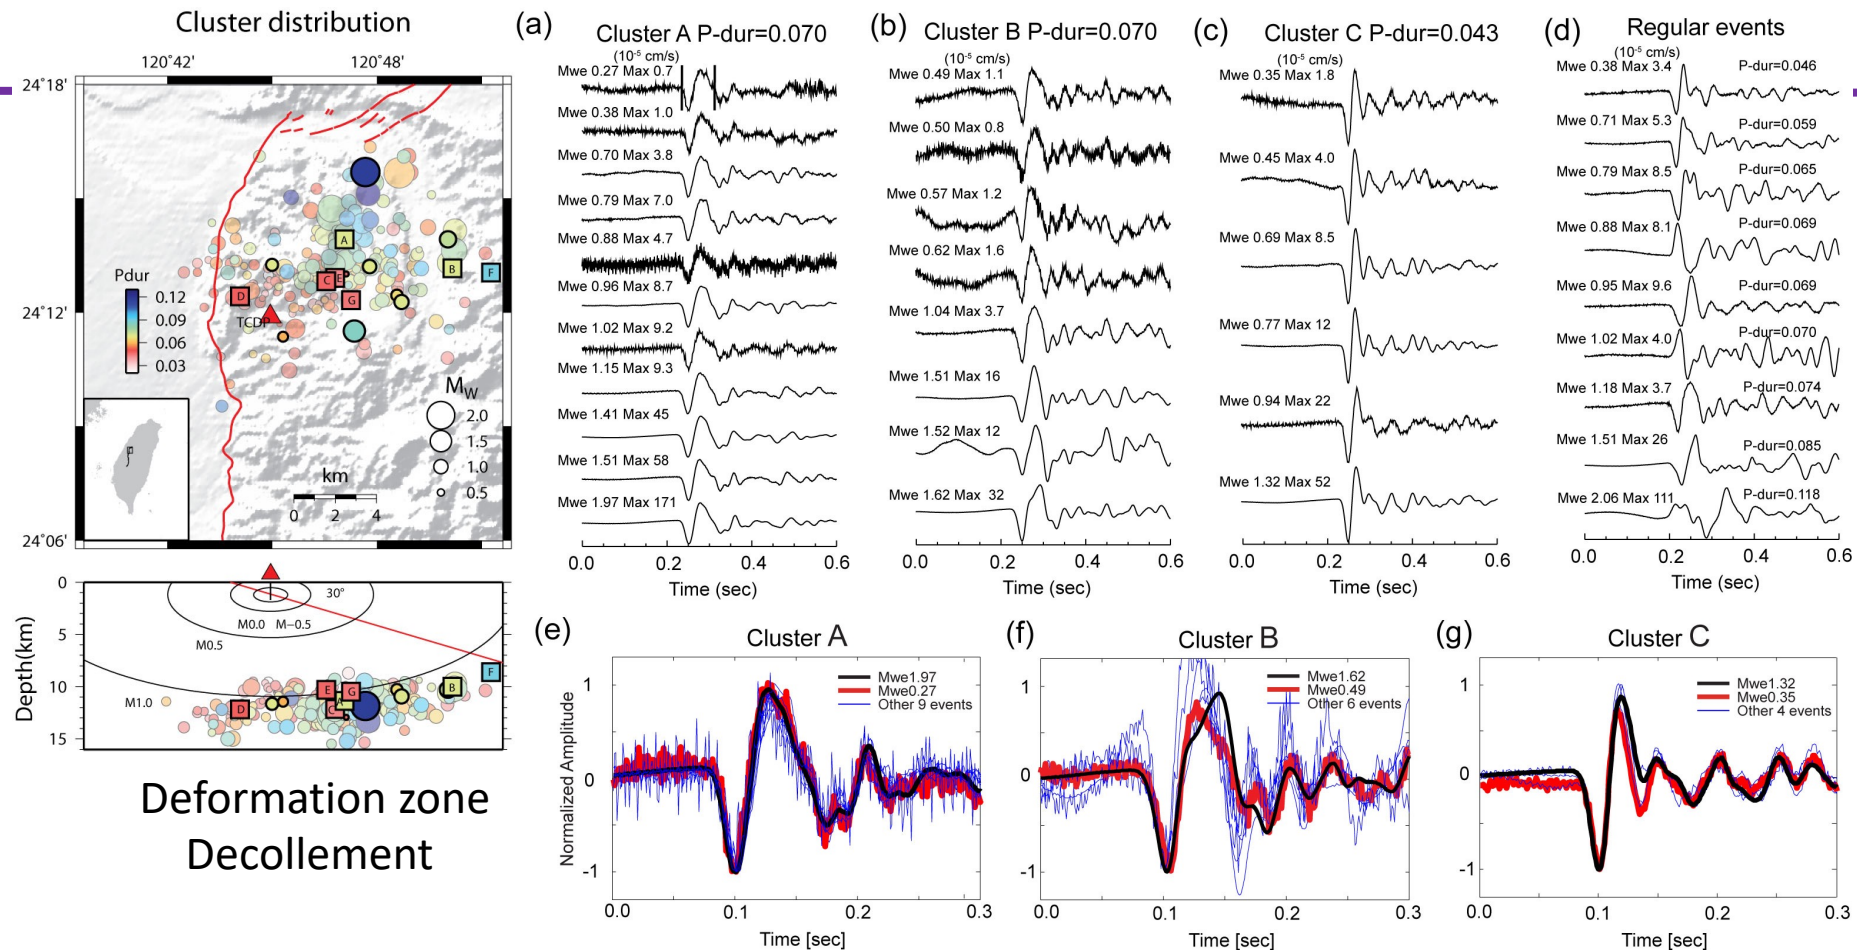 Cluster distribution
120°42'
120°48'
24°18'
24°12'
24°06'
Pdur
0.12
0.09
0.06
0.03
A
B
F
C
E
D
G
TCDP
Mw
2.0
1.5
1.0
0.5
km
0 2 4
0
5
10
15
Depth(km)
30°
M0.0 M−0.5
M0.5
M1.0
F
E
G
B
D
C
Deformation zone
Decollement
(a)
Cluster A P-dur=0.070
(10-5 cm/s)
Mwe 0.27 Max 0.7
Mwe 0.38 Max 1.0
Mwe 0.70 Max 3.8
Mwe 0.79 Max 7.0
Mwe 0.88 Max 4.7
Mwe 0.96 Max 8.7
Mwe 1.02 Max 9.2
Mwe 1.15 Max 9.3
Mwe 1.41 Max 45
Mwe 1.51 Max 58
Mwe 1.97 Max 171
0.0 0.2 0.4 0.6
Time (sec)
(b)
Cluster B P-dur=0.070
(10-5 cm/s)
Mwe 0.49 Max 1.1
Mwe 0.50 Max 0.8
Mwe 0.57 Max 1.2
Mwe 0.62 Max 1.6
Mwe 1.04 Max 3.7
Mwe 1.51 Max 16
Mwe 1.52 Max 12
Mwe 1.62 Max 32
0.0 0.2 0.4 0.6
Time (sec)
(c)
Cluster C P-dur=0.043
(10-5 cm/s)
Mwe 0.35 Max 1.8
Mwe 0.45 Max 4.0
Mwe 0.69 Max 8.5
Mwe 0.77 Max 12
Mwe 0.94 Max 22
Mwe 1.32 Max 52
0.0 0.2 0.4 0.6
Time (sec)
(d)
Regular events
(10-5 cm/s)
Mwe 0.38 Max 3.4 P-dur=0.046
Mwe 0.71 Max 5.3 P-dur=0.059
Mwe 0.79 Max 8.5 P-dur=0.065
Mwe 0.88 Max 8.1 P-dur=0.069
Mwe 0.95 Max 9.6 P-dur=0.069
Mwe 1.02 Max 4.0 P-dur=0.070
Mwe 1.18 Max 3.7 P-dur=0.074
Mwe 1.51 Max 26 P-dur=0.085
Mwe 2.06 Max 111 P-dur=0.118
0.0 0.2 0.4 0.6
Time (sec)
(e)
Cluster A
Mwe1.97
Mwe0.27
Other 9 events
Normalized Amplitude
1
0
-1
0.0 0.1 0.2 0.3
Time [sec]
(f)
Cluster B
Mwe1.62
Mwe0.49
Other 6 events
1
0
-1
0.0 0.1 0.2 0.3
Time [sec]
(g)
Cluster C
Mwe1.32
Mwe0.35
Other 4 events
1
0
-1
0.0 0.1 0.2 0.3
Time [sec]